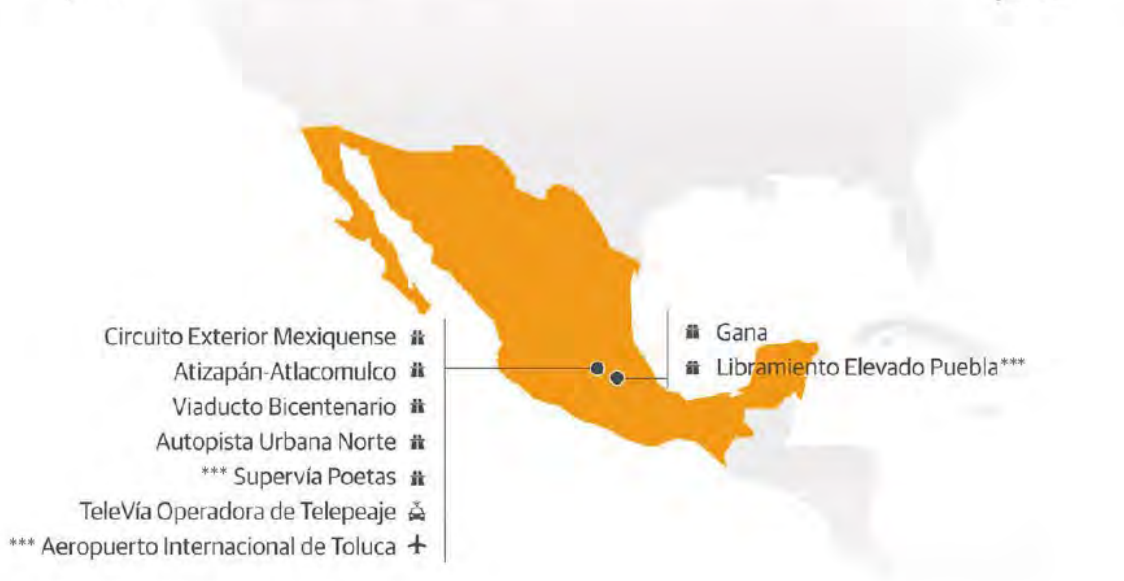 Circuito Exterior Mexiquense
Atizapán-Atlacomulco
Viaducto Bicentenario
Autopista Urbana Norte
*** Supervía Poetas
TeleVía Operadora de Telepeaje
*** Aeropuerto Internacional de Toluca
Gana
Libramiento Elevado Puebla***